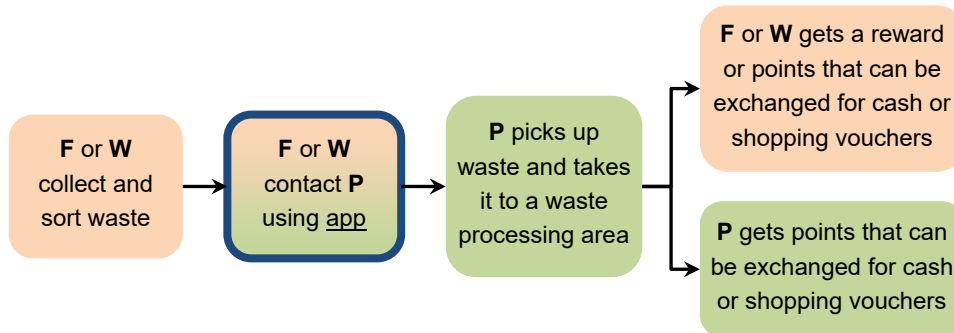 F or W
collect and
sort waste
F or W
contact P
using app
P picks up
waste and takes
it to a waste
processing area
F or W gets a reward
or points that can be
exchanged for cash or
shopping vouchers
P gets points that can
be exchanged for cash
or shopping vouchers